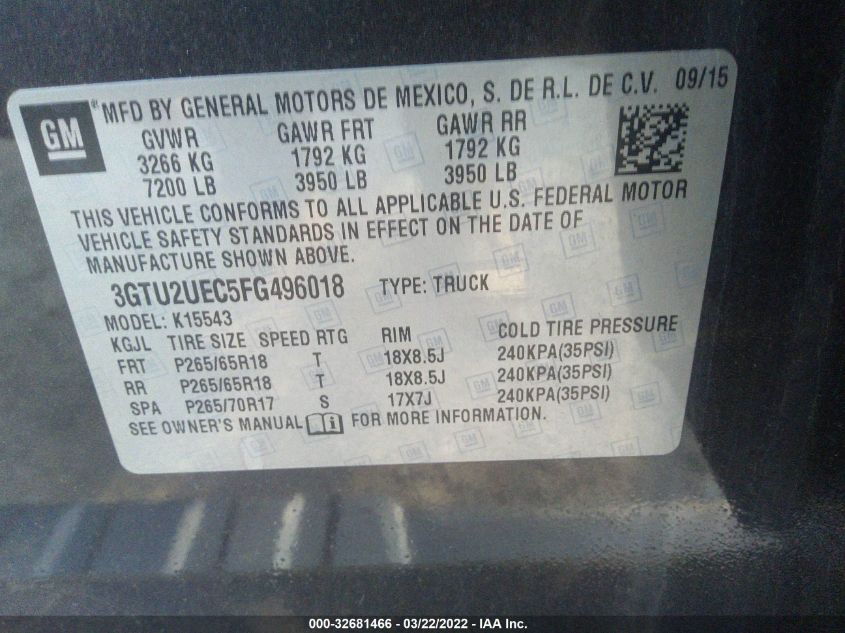 GM ® MFD BY GENERAL MOTORS DE MEXICO, S. DE R.L. DE C.V. 09/15
GVWR GAWR FRT GAWR RR
3266 KG 1792 KG 1792 KG
7200 LB 3950 LB 3950 LB
THIS VEHICLE CONFORMS TO ALL APPLICABLE U.S. FEDERAL MOTOR
VEHICLE SAFETY STANDARDS IN EFFECT ON THE DATE OF
MANUFACTURE SHOWN ABOVE.
3GTU2UEC5FG496018 TYPE: TRUCK
MODEL: K15543
KGJL TIRE SIZE SPEED RTG RIM COLD TIRE PRESSURE
FRT P265/65R18 T 18X8.5J 240KPA(35PSI)
RR P265/65R18 T 18X8.5J 240KPA(35PSI)
SPA P265/70R17 S 17X7J 240KPA(35PSI)
SEE OWNER'S MANUAL FOR MORE INFORMATION.
000-32681466 - 03/22/2022 - IAA Inc.